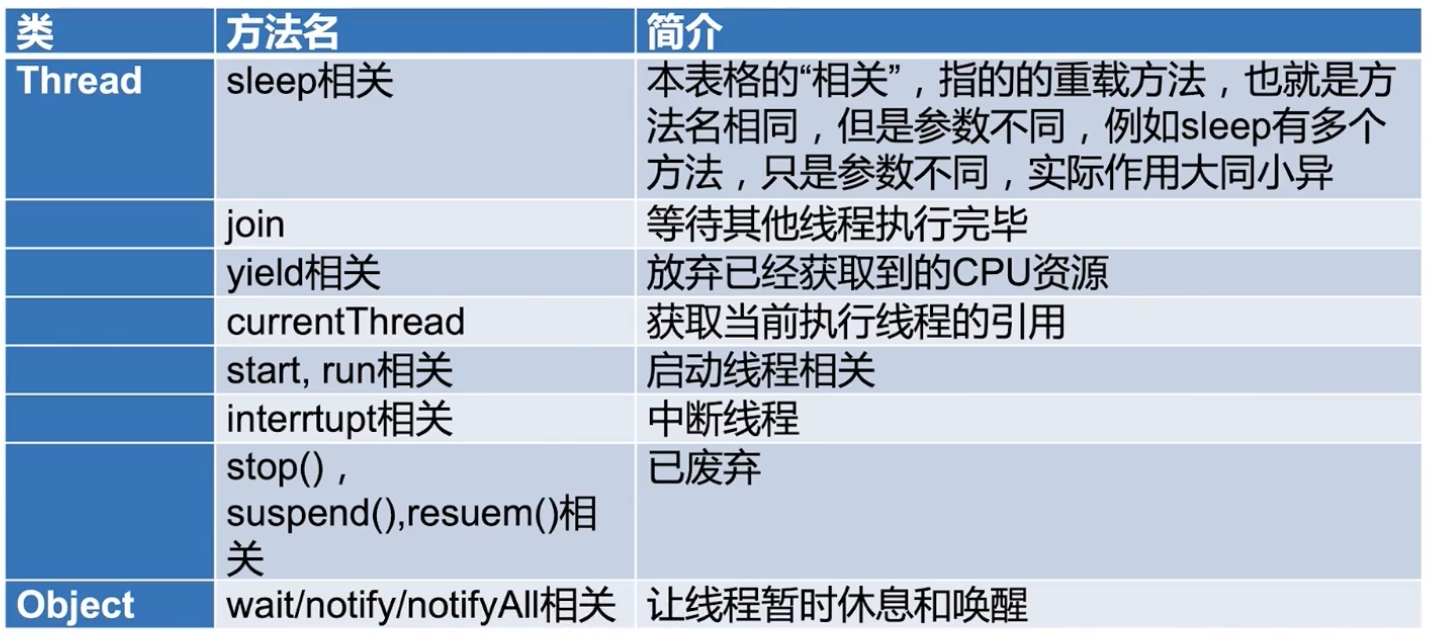 类 方法名 简介
Thread sleep相关 本表格的“相关”，指的的重载方法，也就是方
法名相同，但是参数不同，例如sleep有多个
方法，只是参数不同，实际作用大同小异
join 等待其他线程执行完毕
yield相关 放弃已经获取到的CPU资源
currentThread 获取当前执行线程的引用
start, run相关 启动线程相关
interrtupt相关 中断线程
stop()， 已废弃
suspend(),resuem()相
关
Object wait/notify/notifyAll相关 让线程暂时休息和唤醒